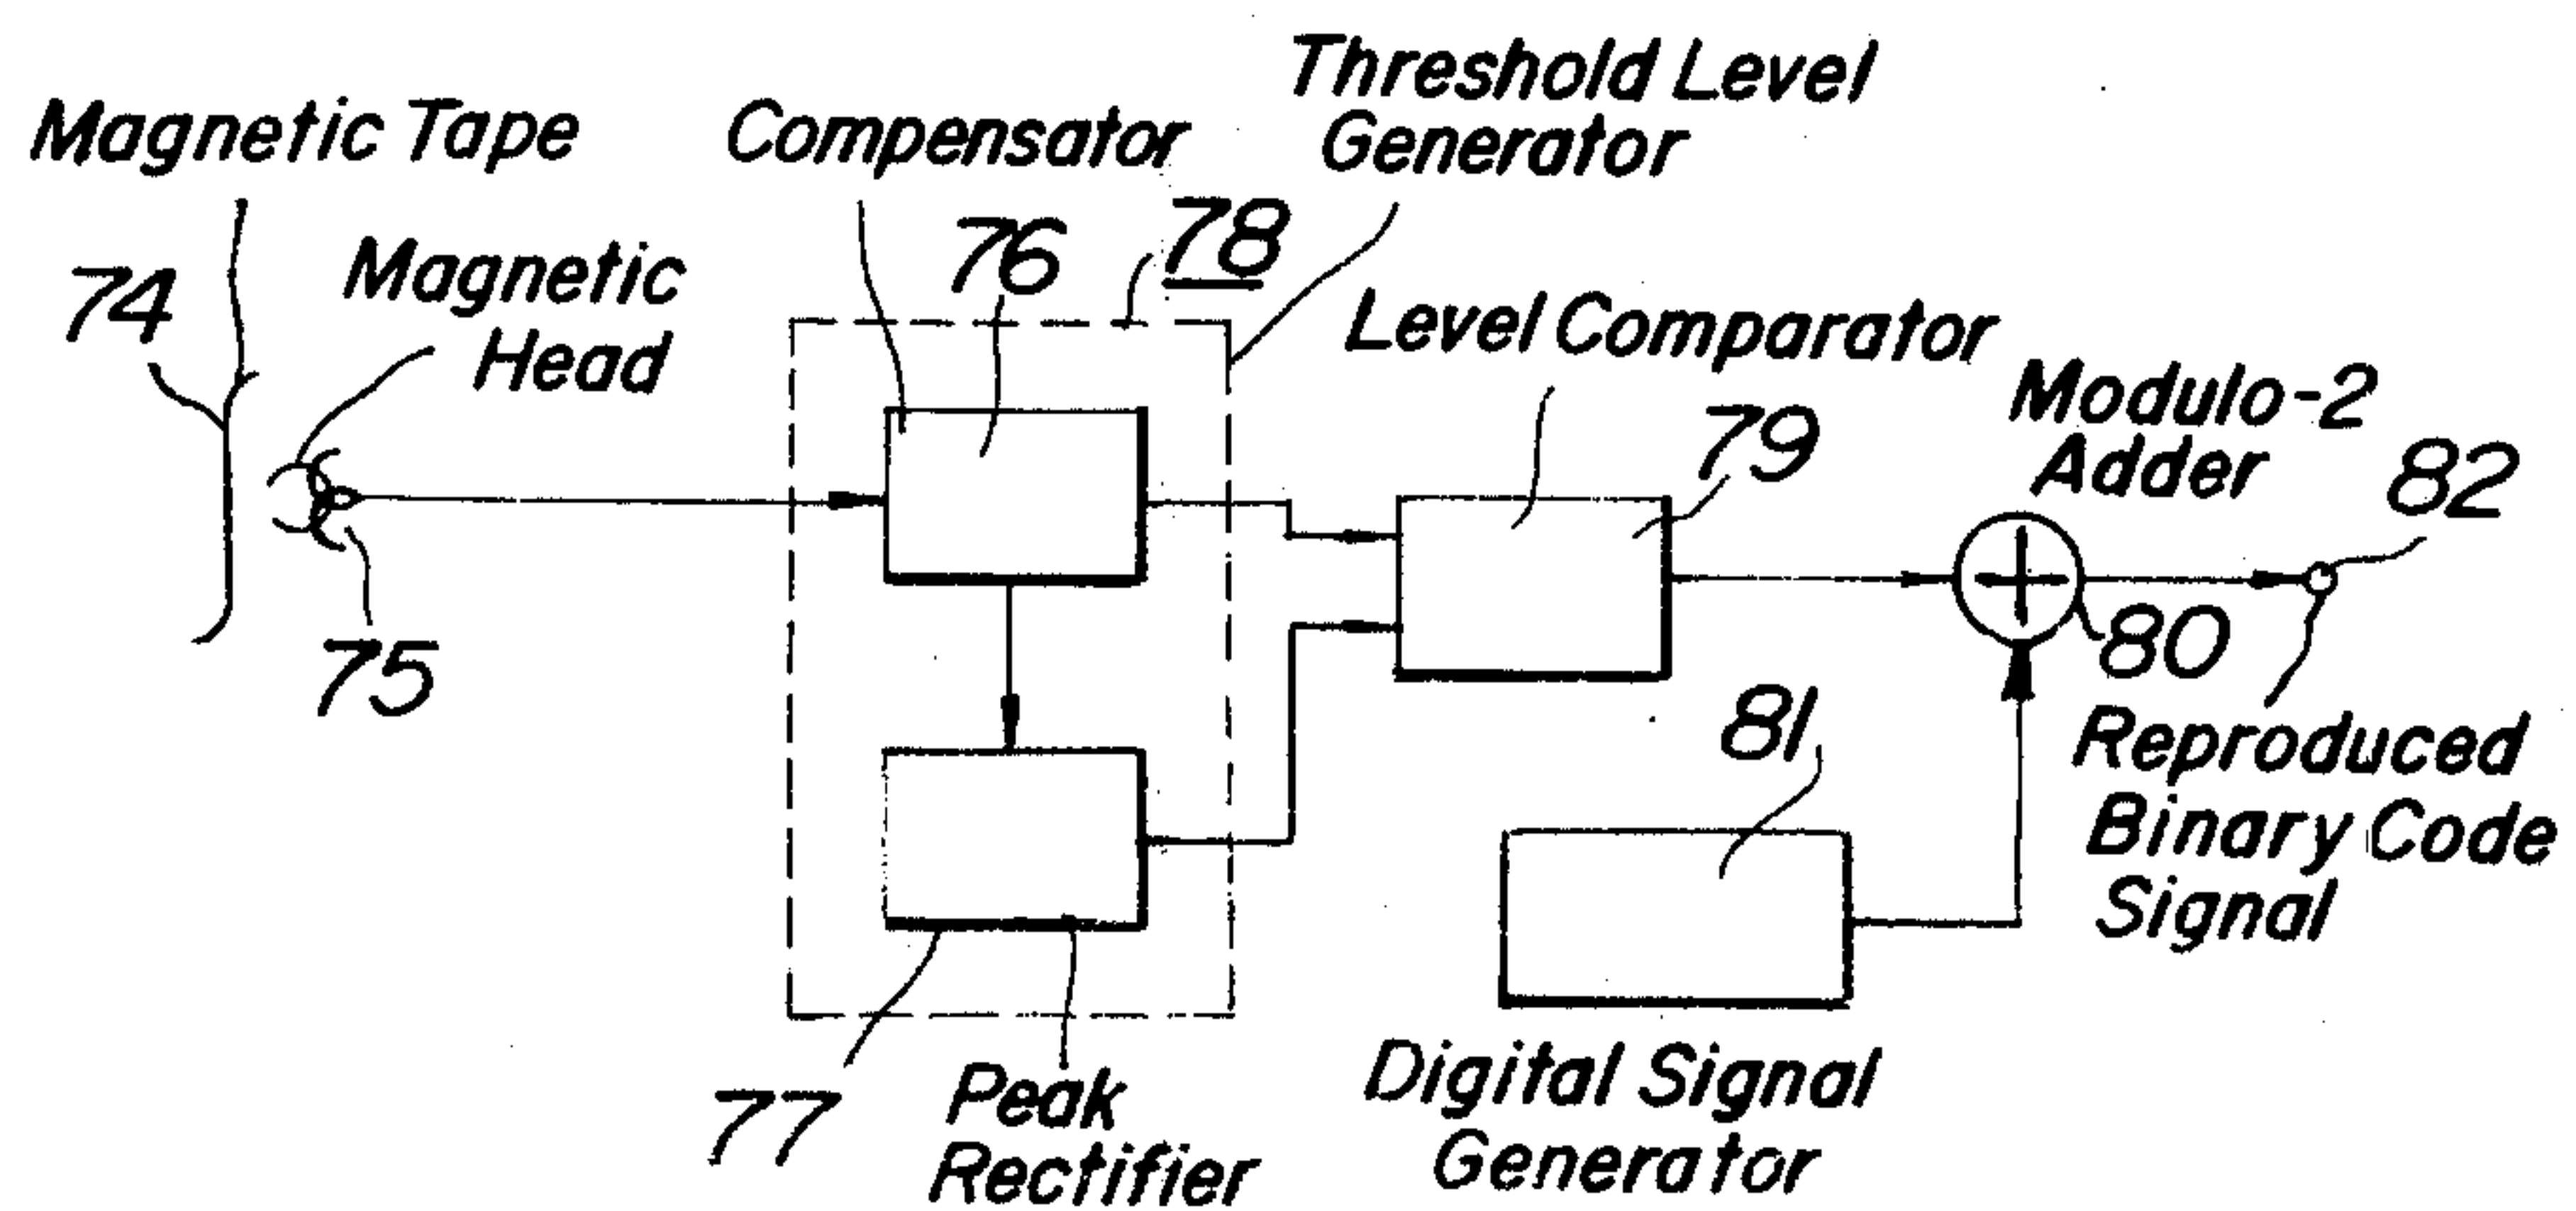 Threshold Level
Generator
Magnetic Tape
Compensator
78
76
Magnetic
Head
74
Level Comparator
Modulo-2
Adder
79
82
75
80
81
Reproduced
Binary Code
Signal
77
Peak
Rectifier
Digital Signal
Generator